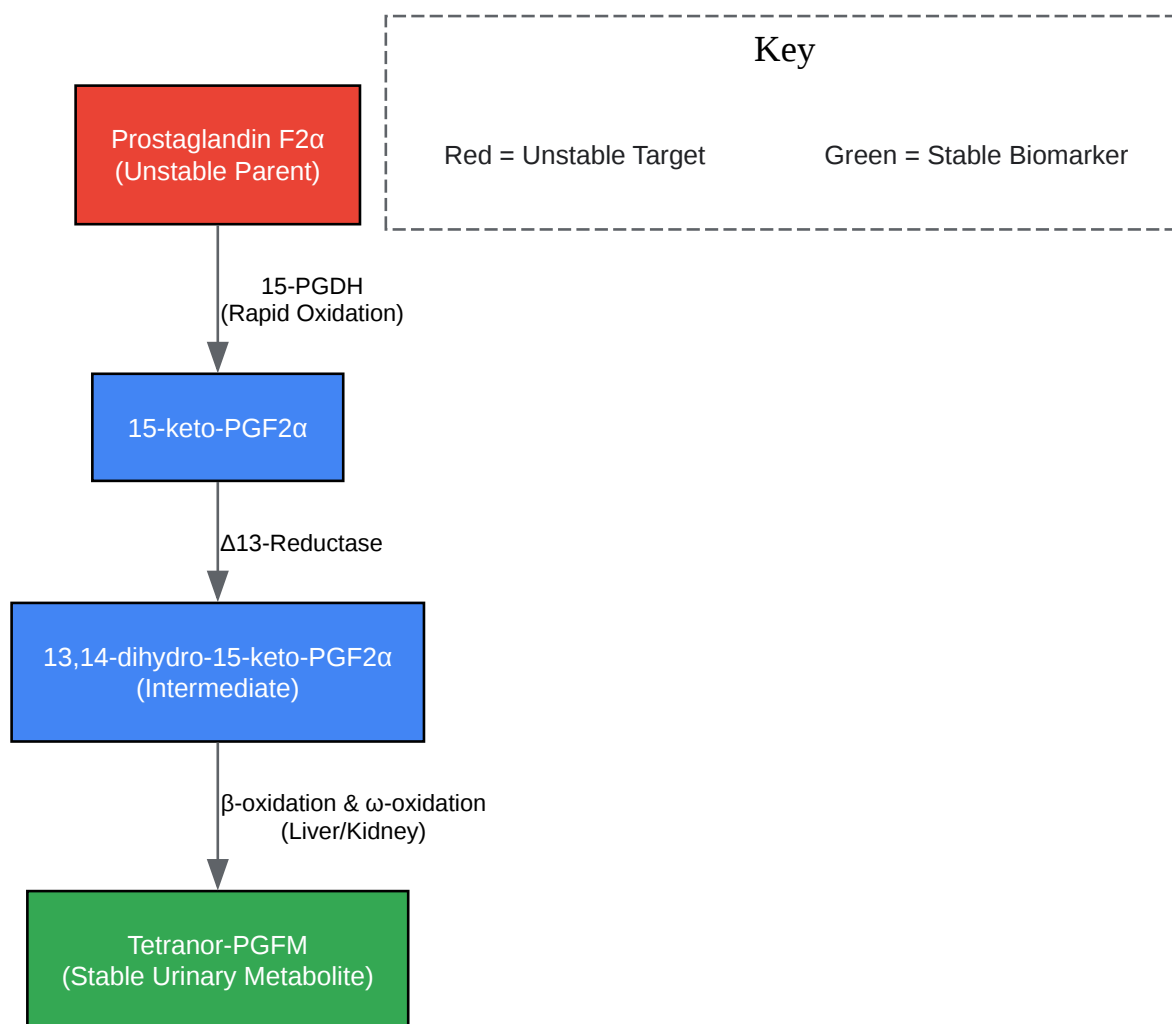 Key
Red = Unstable Target
Green = Stable Biomarker
Prostaglandin F2α
(Unstable Parent)
15-PGDH
(Rapid Oxidation)
15-keto-PGF2α
Δ13-Reductase
13,14-dihydro-15-keto-PGF2α
(Intermediate)
β-oxidation & ω-oxidation
(Liver/Kidney)
Tetranor-PGFM
(Stable Urinary Metabolite)